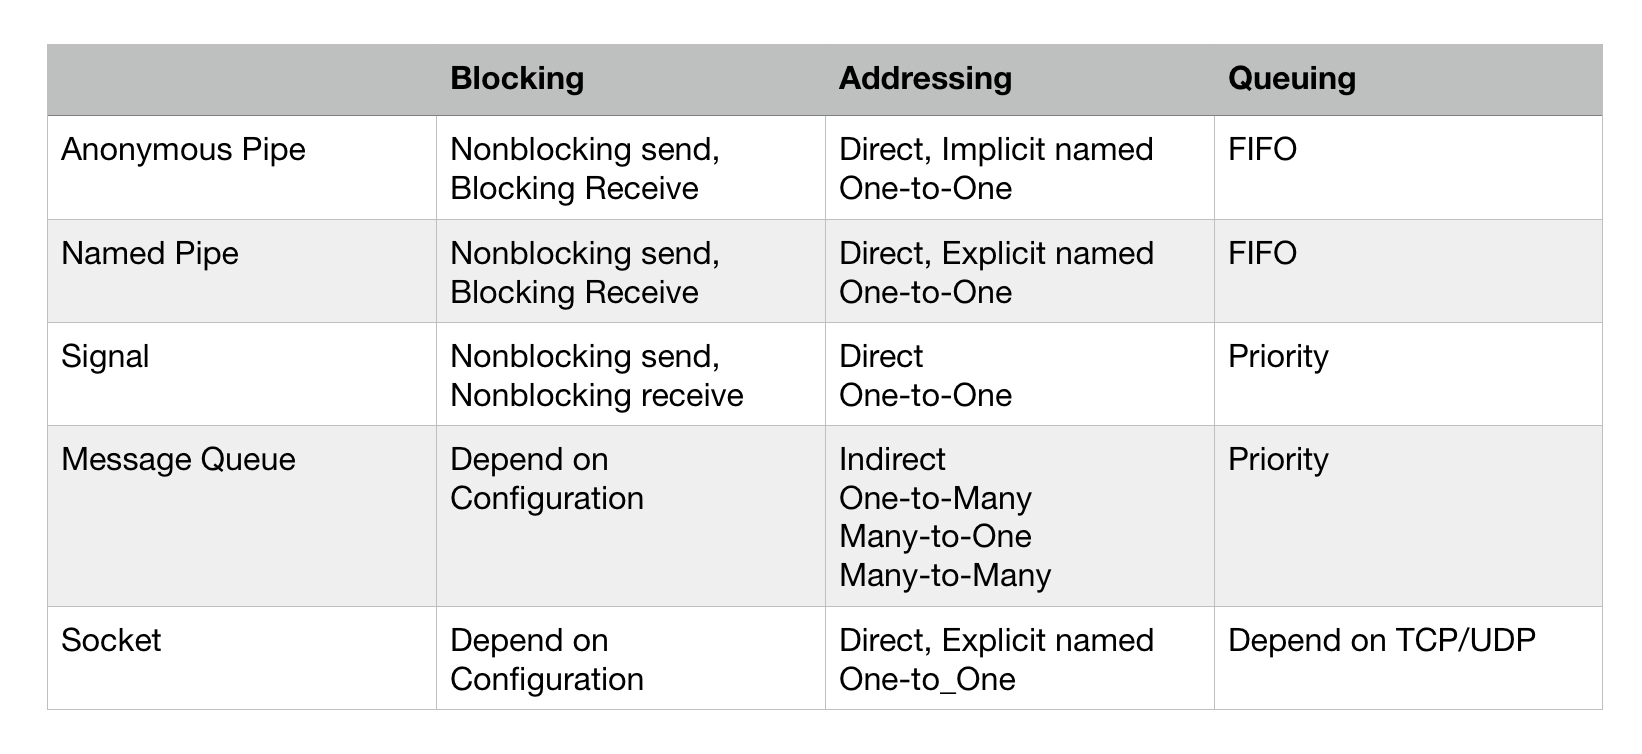 Blocking Addressing Queuing
Anonymous Pipe Nonblocking send, Direct, Implicit named FIFO
Blocking Receive One-to-One
Named Pipe Nonblocking send, Direct, Explicit named FIFO
Blocking Receive One-to-One
Signal Nonblocking send, Direct Priority
Nonblocking receive One-to-One
Message Queue Depend on Indirect Priority
Configuration One-to-Many
Many-to-One
Many-to-Many
Socket Depend on Direct, Explicit named Depend on TCP/UDP
Configuration One-to_One